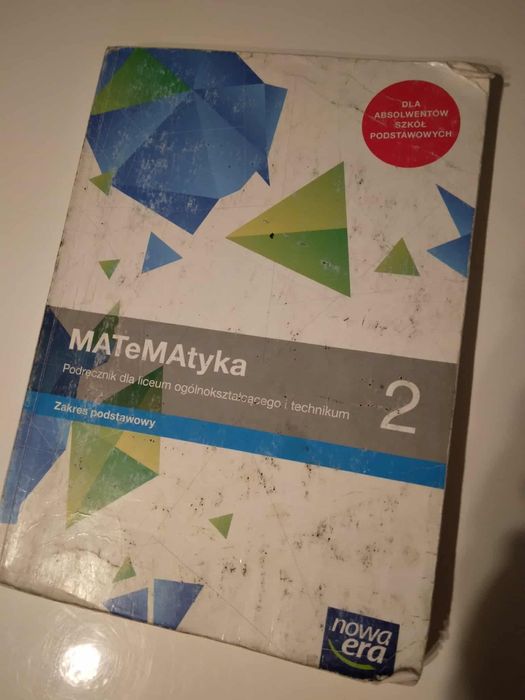 DLA
ABSOLWENTÓW
SZKÓŁ
PODSTAWOWYCH
MATeMAtyka
Podręcznik dla liceum ogólnokształcącego i technikum
2
Zakres podstawowy
nowa
era